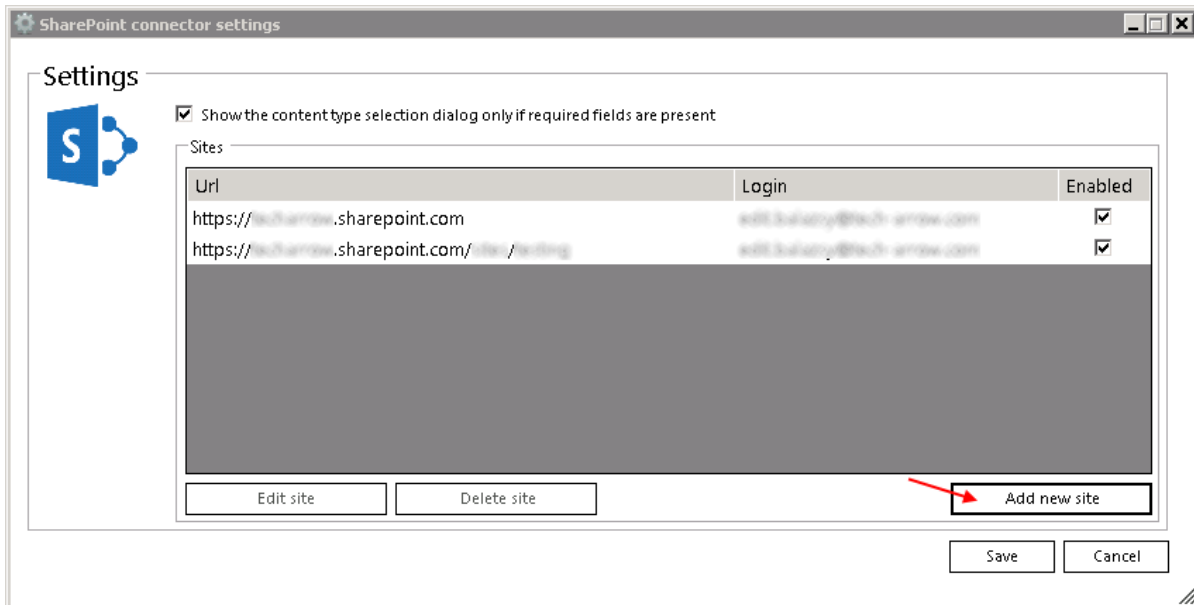 SharePoint connector settings
Settings
S
Show the content type selection dialog only if required fields are present
Sites
Url Login Enabled
https:// .sharepoint.com
https:// .sharepoint.com/ /
Edit site Delete site Add new site
Save Cancel